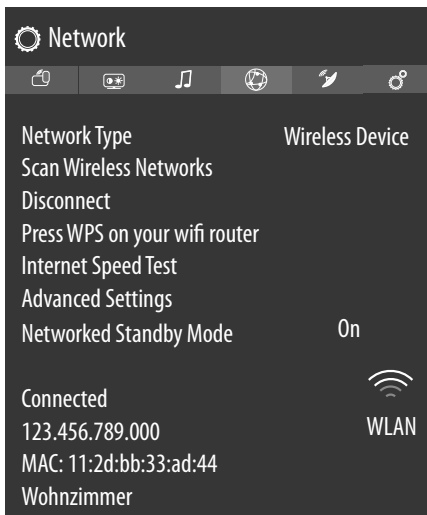 Network
Network Type Wireless Device
Scan Wireless Networks
Disconnect
Press WPS on your wifi router
Internet Speed Test
Advanced Settings
Networked Standby Mode On
Connected
123.456.789.000 WLAN
MAC: 11:2d:bb:33:ad:44
Wohnzimmer